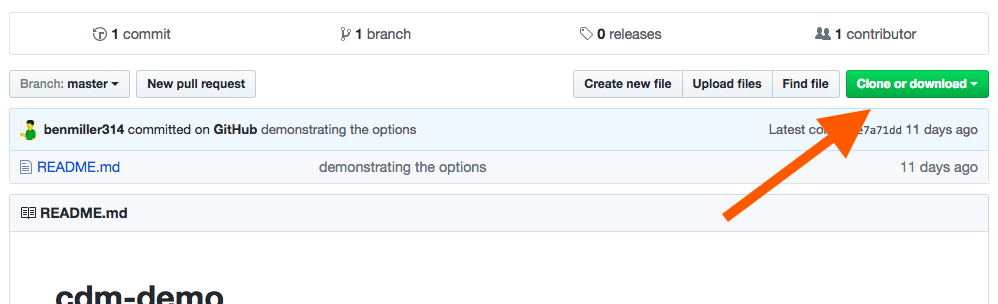 1 commit 1 branch 0 releases 1 contributor
Branch: master New pull request Create new file Upload files Find file Clone or download
benmiller314 committed on GitHub demonstrating the options Latest e7a71dd 11 days ago
README.md demonstrating the options 11 days ago
README.md
cdm-demo